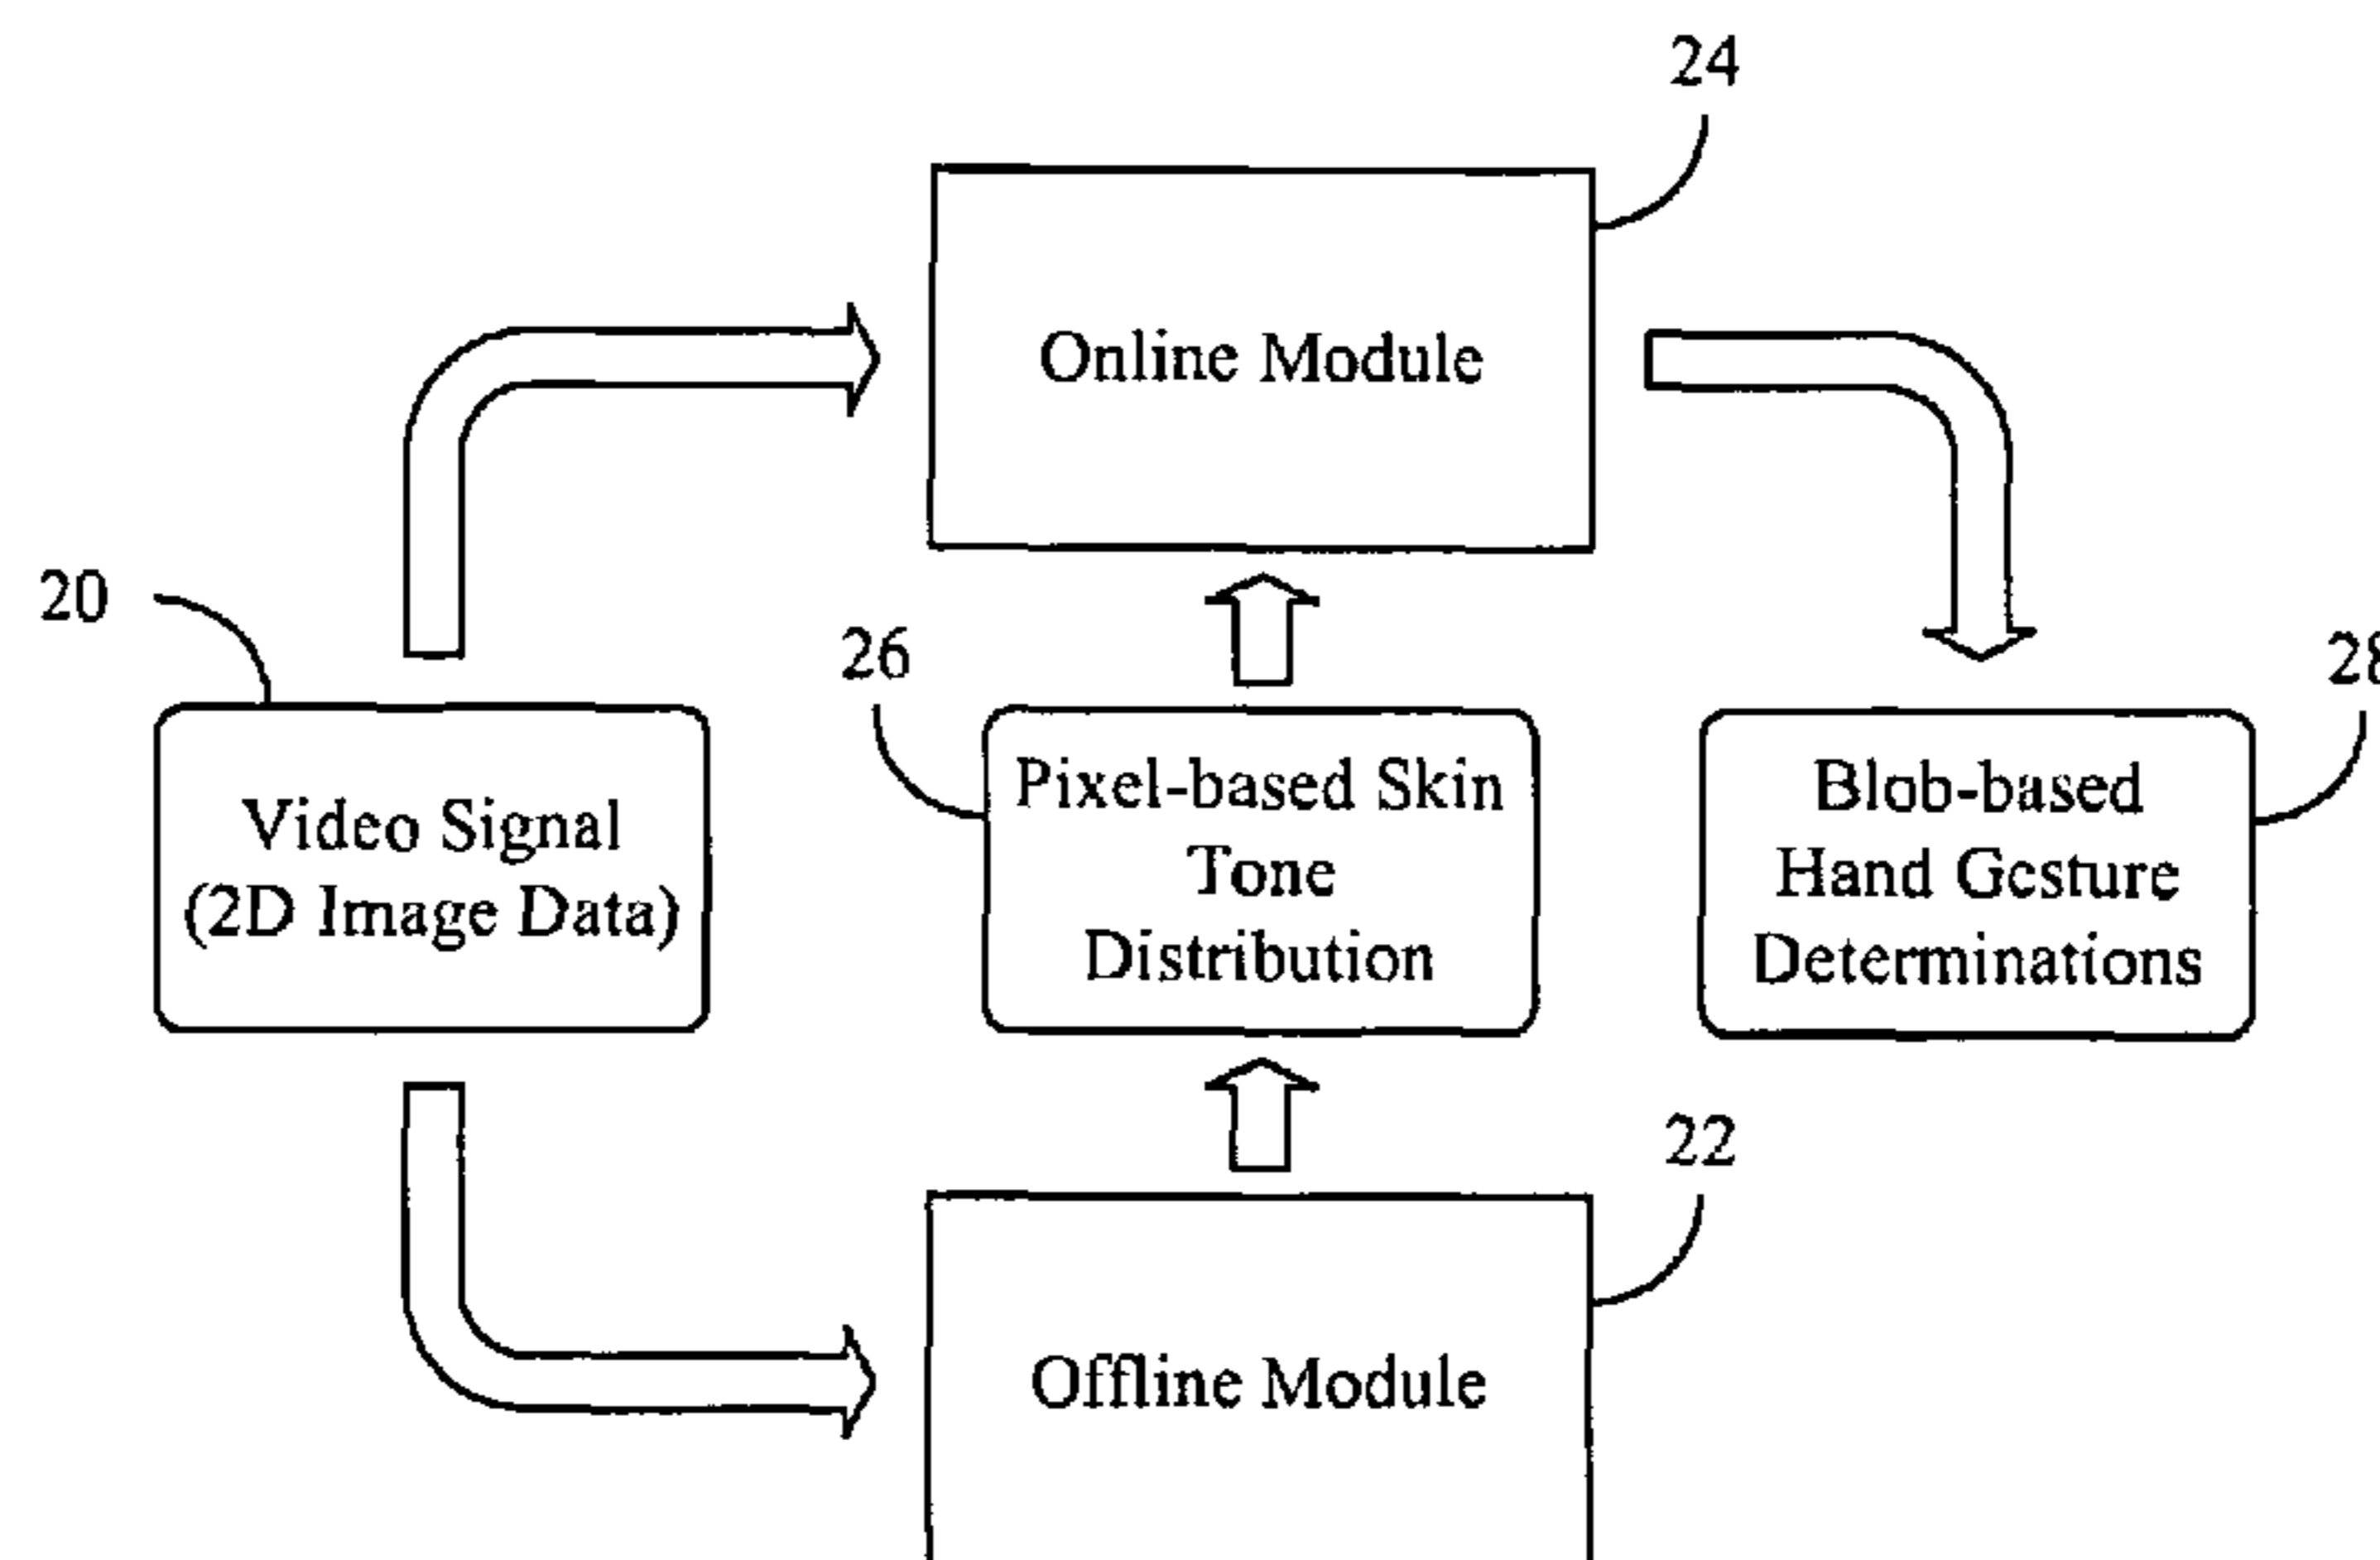 24
Online Module
20
26
28
Video Signal
(2D Image Data)
Pixel-based Skin
Tone
Distribution
Blob-based
Hand Gesture
Determinations
22
Offline Module